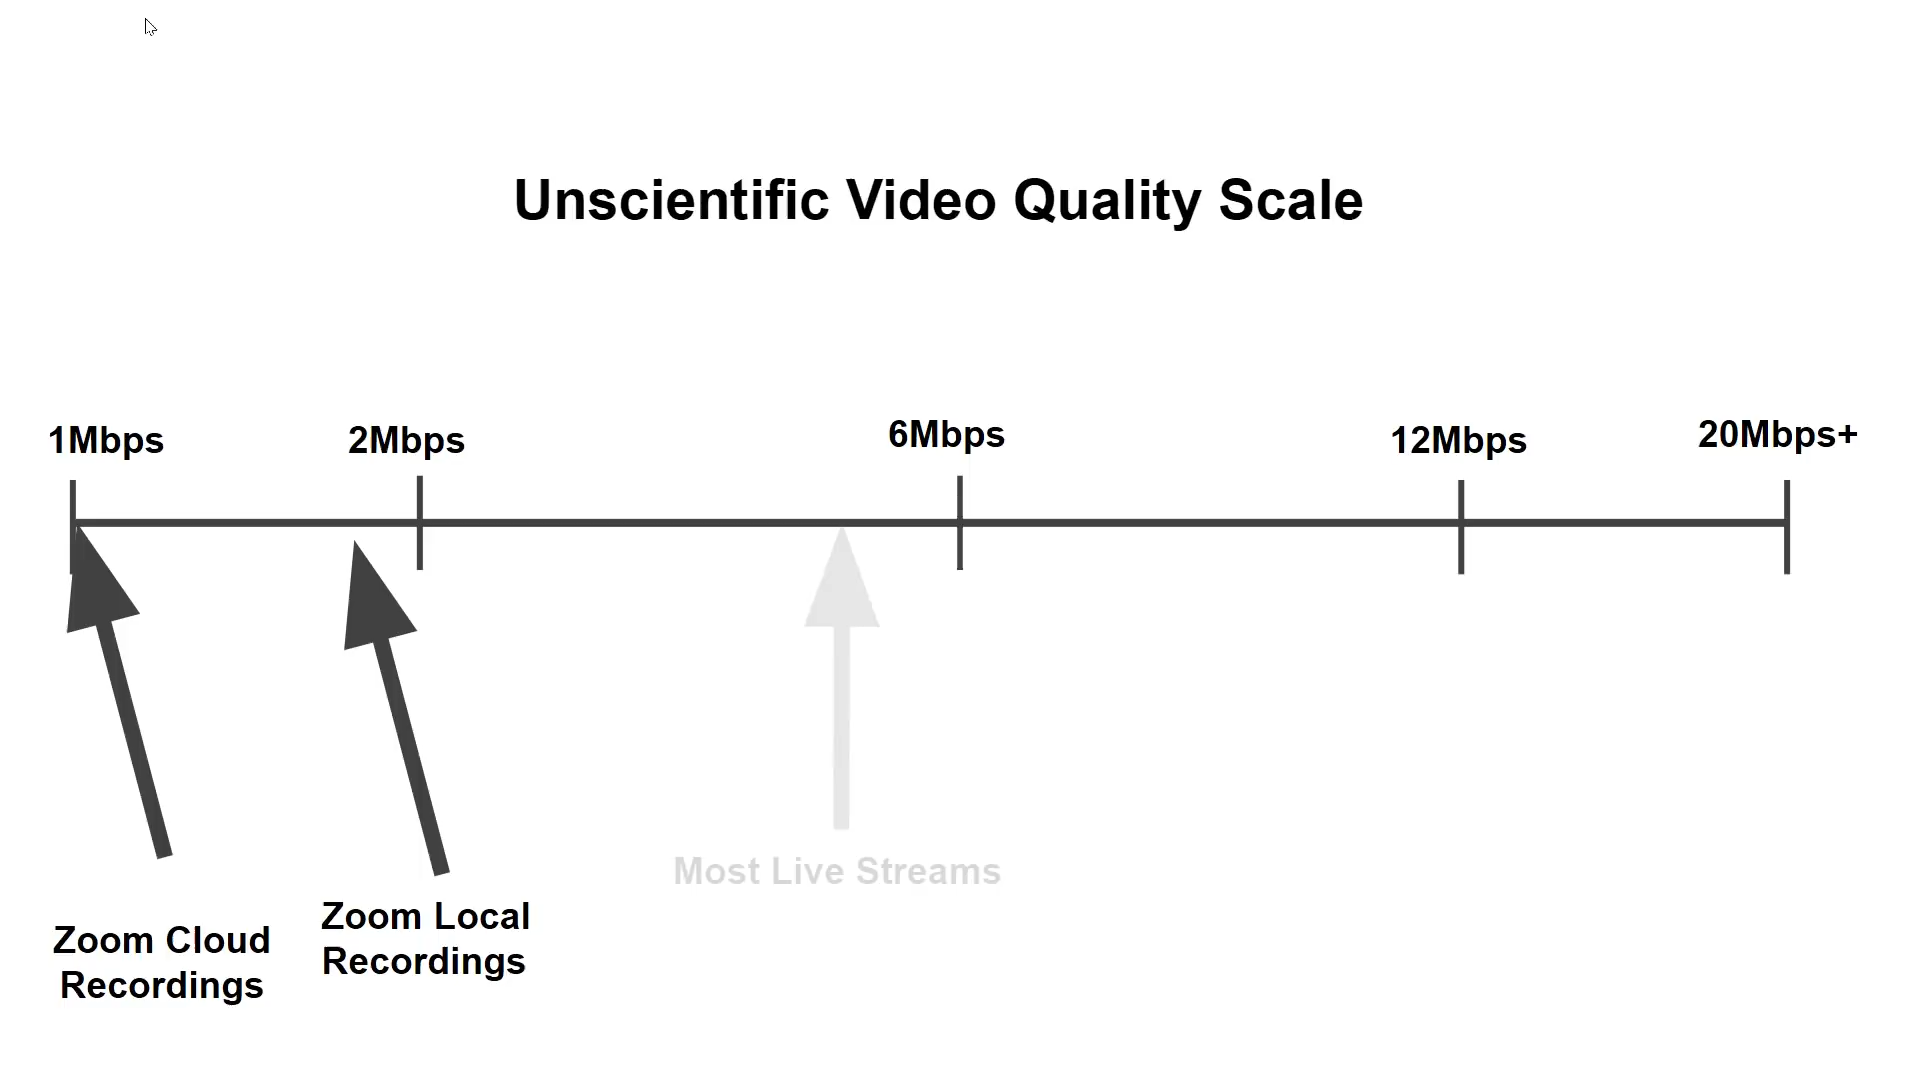 Unscientific Video Quality Scale
1Mbps
2Mbps
6Mbps
12Mbps
20Mbps+
Most Live Streams
Zoom Local
Recordings
Zoom Cloud
Recordings